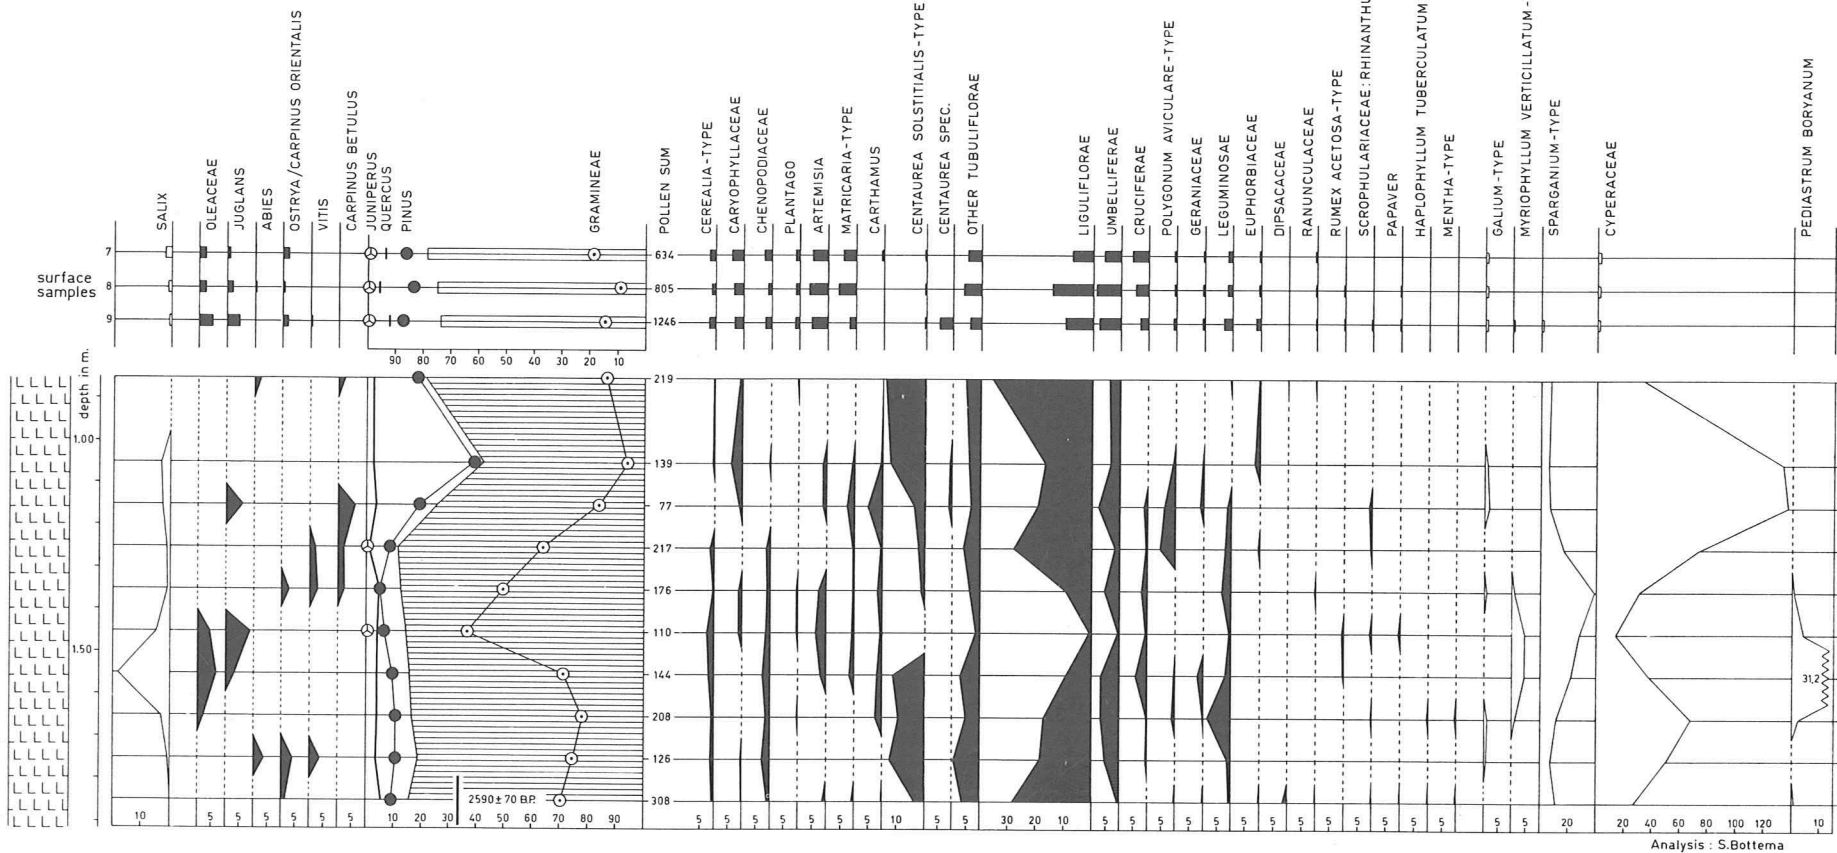 SALIX
OLEACEAE
JUGLANS
ABIES
OSTRYA/CARPINUS ORIENTALIS
VITIS
CARPINUS BETULUS
JUNIPERUS
QUERCUS
PINUS
GRAMINEAE
POLLEN SUM
CEREALIA-TYPE
CARYOPHYLLACEAE
CHENOPODIACEAE
PLANTAGO
ARTEMISIA
MATRICARIA-TYPE
CARTHAMUS
CENTAUREA SOLSTITIALIS-TYPE
CENTAUREA SPEC.
OTHER TUBULIFLORAE
LIGULIFLORAE
UMBELLIFERAE
CRUCIFERAE
POLYGONUM AVICULARE-TYPE
GERANIACEAE
LEGUMINOSAE
EUPHORBIACEAE
DIPSACACEAE
RANUNCULACEAE
RUMEX ACETOSA-TYPE
SCROPHULARIACEAE: RHINANTHU
PAPAVER
HAPLOPHYLLUM TUBERCULATUM
MENTHA-TYPE
GALIUM-TYPE
MYRIOPHYLLUM VERTICILLATUM-
SPARGANIUM-TYPE
CYPERACEAE
PEDIASTRUM BORYANUM
surface
samples
7
634
8
805
9
1246
90 80 70 60 50 40 30 20 10
depth in m.
219
1.00
139
77
217
176
110
1.50
144
31,2
208
126
2590±70 B.P.
308
10 5 5 5 5 5 5 10 20 30 40 50 60 70 80 90 5 5 5 5 5 5 5 10 5 5 30 20 10 5 5 5 5 5 5 5 5 5 5 5 5 5 5 5 20 20 40 60 80 100 120 10
Analysis : S.Bottema